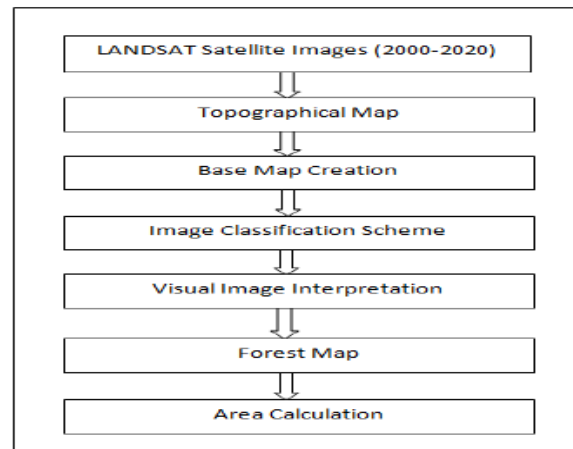 LANDSAT Satellite Images (2000-2020)
Topographical Map
Base Map Creation
Image Classification Scheme
Visual Image Interpretation
Forest Map
Area Calculation